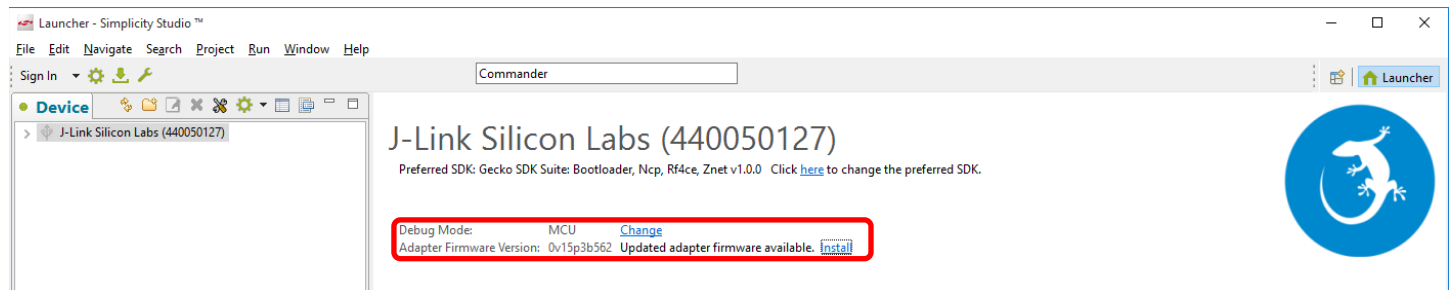 Launcher - Simplicity Studio ™
File Edit Navigate Search Project Run Window Help
Sign In
Commander
Launcher
Device
J-Link Silicon Labs (440050127)
J-Link Silicon Labs (440050127)
Preferred SDK: Gecko SDK Suite: Bootloader, Ncp, Rf4ce, Znet v1.0.0 Click here to change the preferred SDK.
Debug Mode: MCU Change
Adapter Firmware Version: 0v15p3b562 Updated adapter firmware available. Install